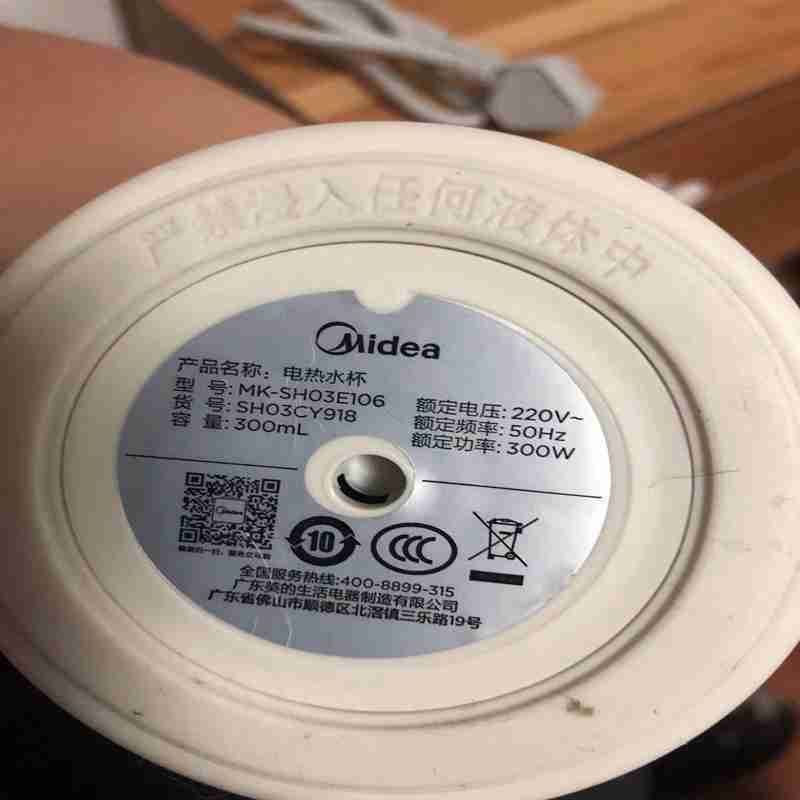 严禁浸入任何液体中
Midea
产品名称：电热水杯
型 号: MK-SH03E106
货 号: SH03CY918
容 量: 300mL
额定电压: 220V~
额定频率: 50Hz
额定功率: 300W
Midea
10
CCC
全国服务热线:400-8899-315
广东美的生活电器制造有限公司
广东省佛山市顺德区北滘镇三乐路19号